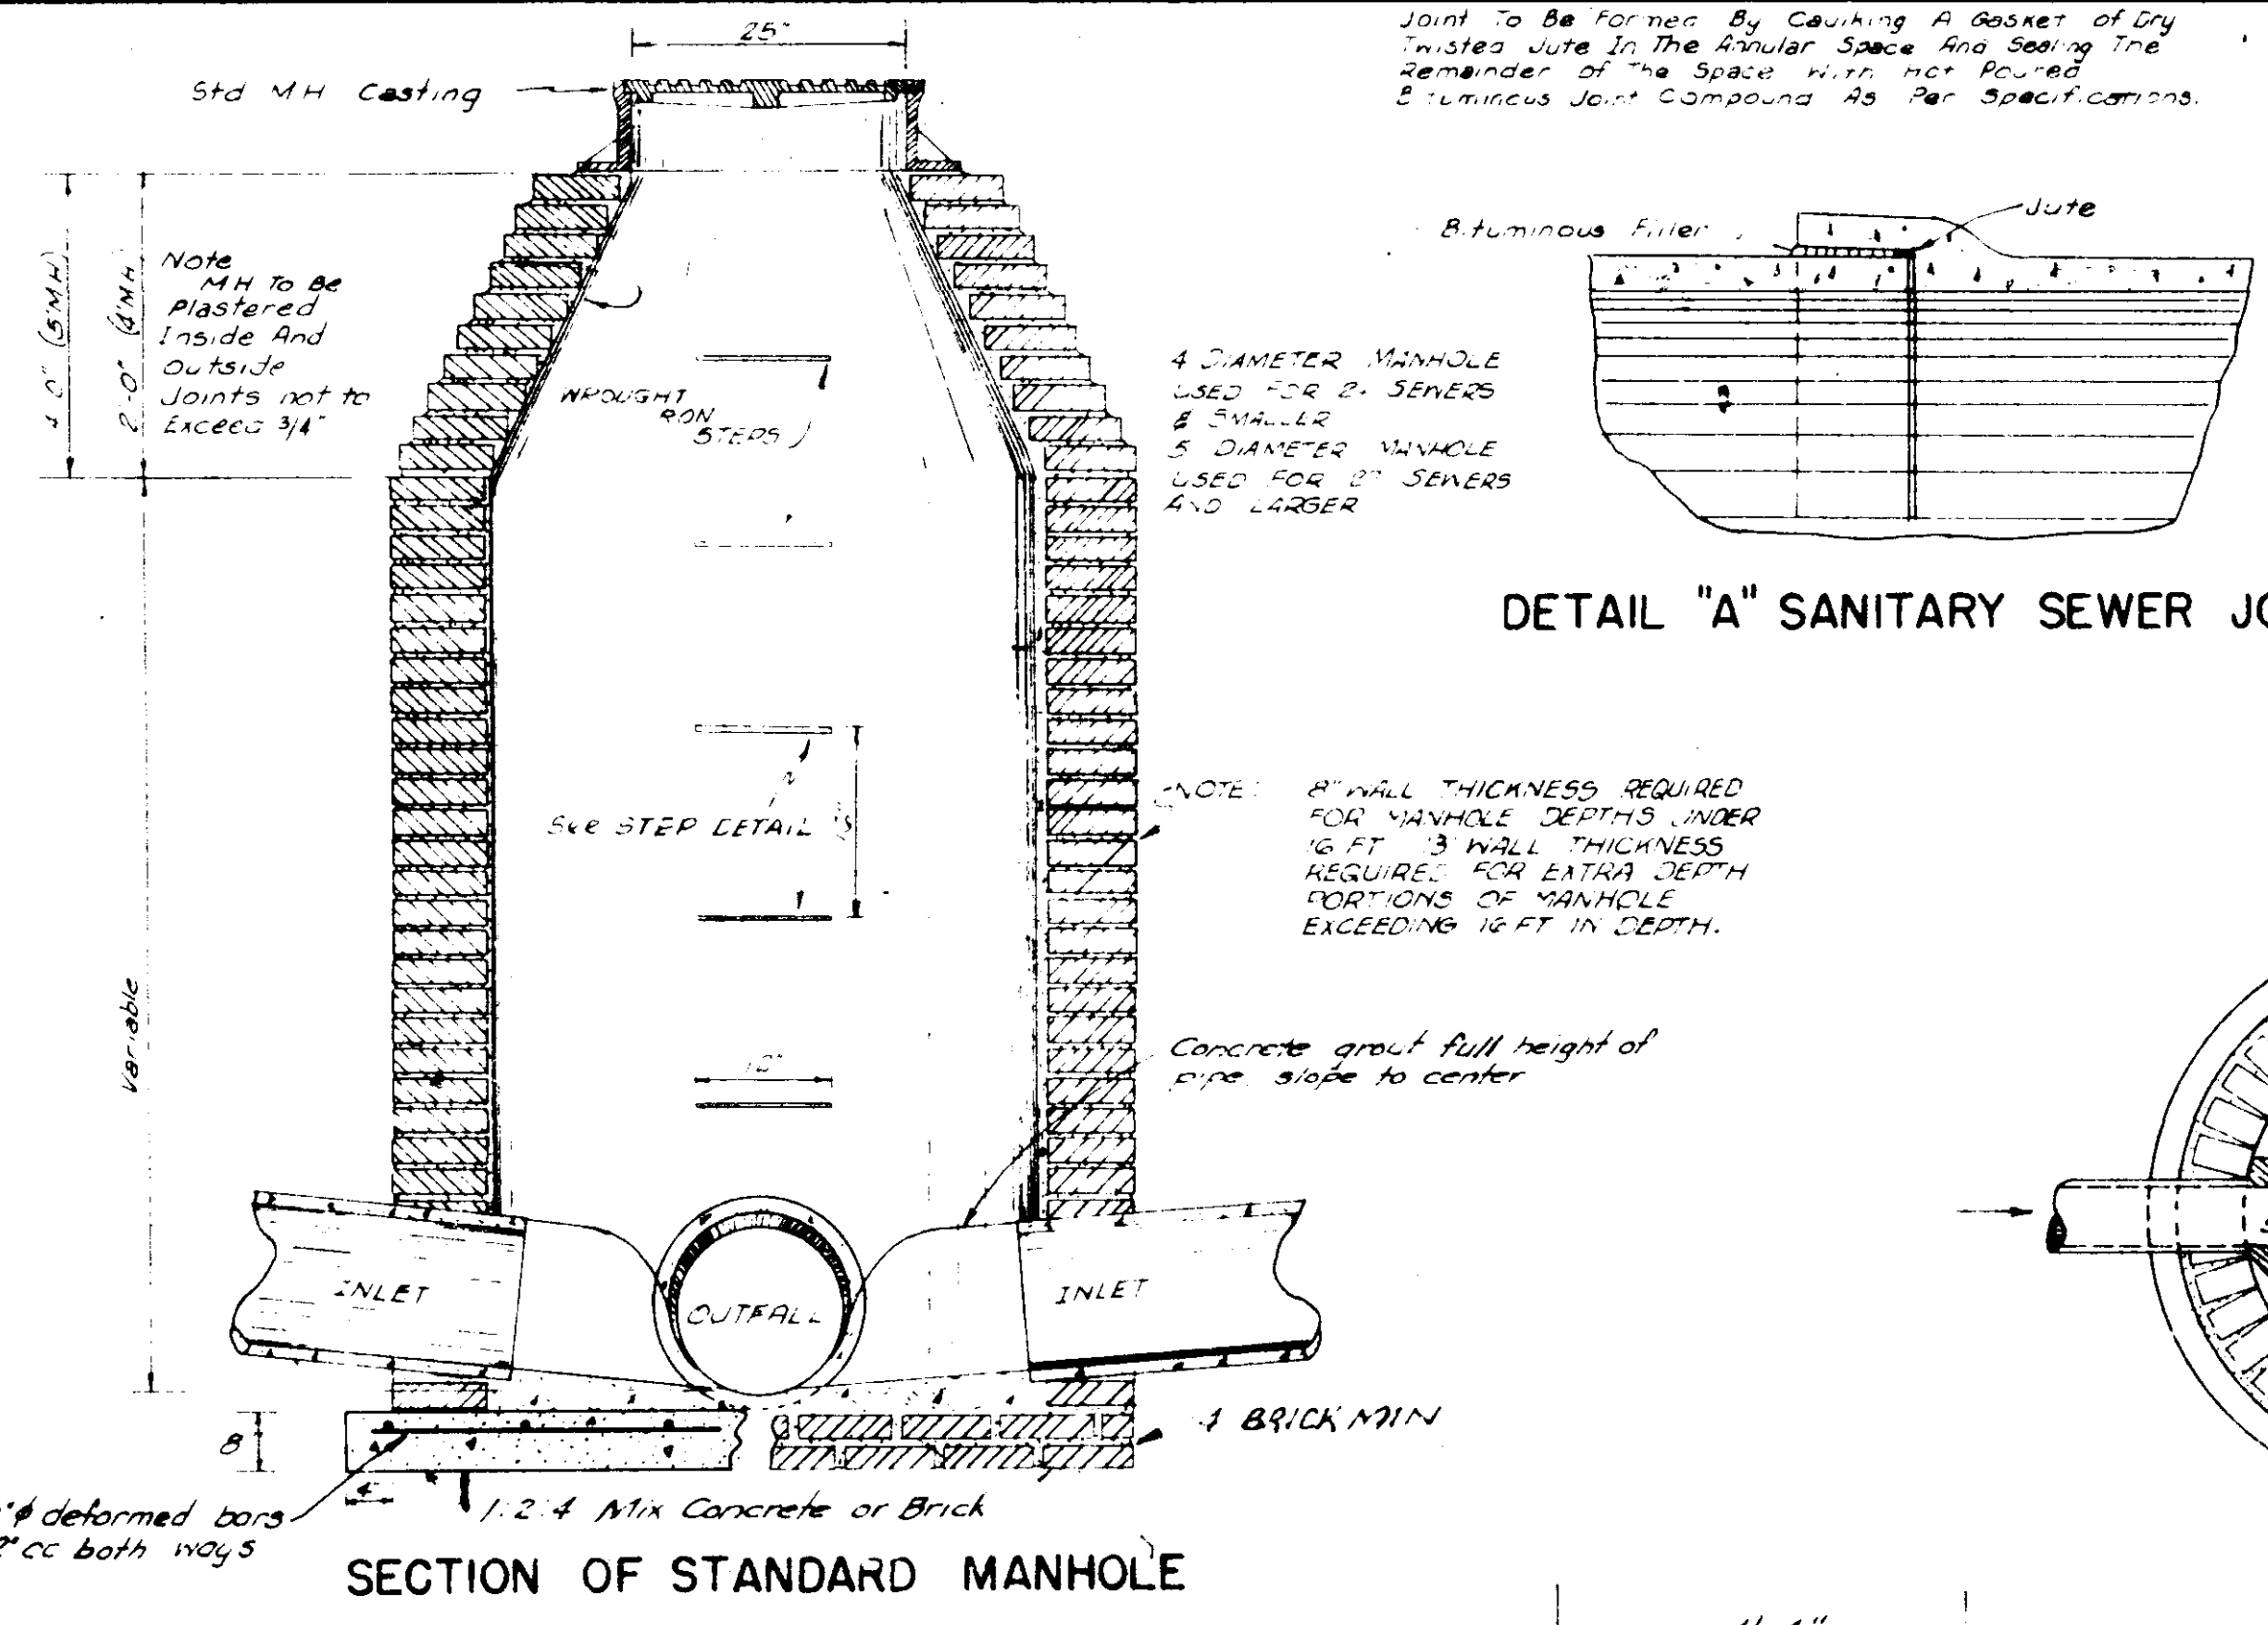 Joint To Be Formed By Caulking A Gasket of Dry
Twisted Jute In The Annular Space And Sealing The
Remainder of The Space With Hot Poured
Bituminous Joint Compound As Per Specifications.
25"
Std MH Casting
4'-0" (5'MH)
2'-0" (4'MH)
Note
MH To Be
Plastered
Inside And
Outside
Joints not to
Exceed 3/4"
WROUGHT
IRON
STEPS
Bituminous Filler
Jute
4' DIAMETER MANHOLE
USED FOR SEWERS
& SMALLER
5' DIAMETER MANHOLE
USED FOR SEWERS
AND LARGER
DETAIL "A" SANITARY SEWER
See STEP DETAIL
NOTE: 8" WALL THICKNESS REQUIRED
FOR MANHOLE DEPTHS UNDER
16 FT WALL THICKNESS
REQUIRED FOR EXTRA DEPTH
PORTIONS OF MANHOLE
EXCEEDING 16 FT IN DEPTH.
Variable
Concrete grout full height of
pipe, slope to center
INLET
OUTFALL
INLET
8"
4"
BRICK MIN
1:2:4 Mix Concrete or Brick
deformed bars
cc both ways
SECTION OF STANDARD MANHOLE